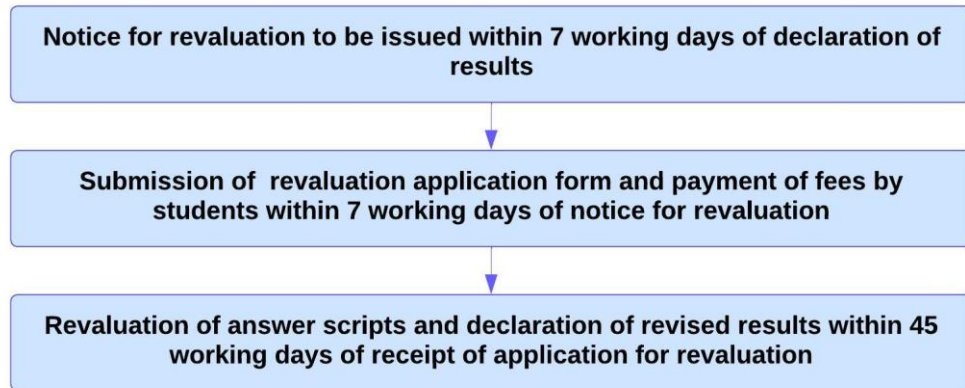 Notice for revaluation to be issued within 7 working days of declaration of
results
Submission of revaluation application form and payment of fees by
students within 7 working days of notice for revaluation
Revaluation of answer scripts and declaration of revised results within 45
working days of receipt of application for revaluation